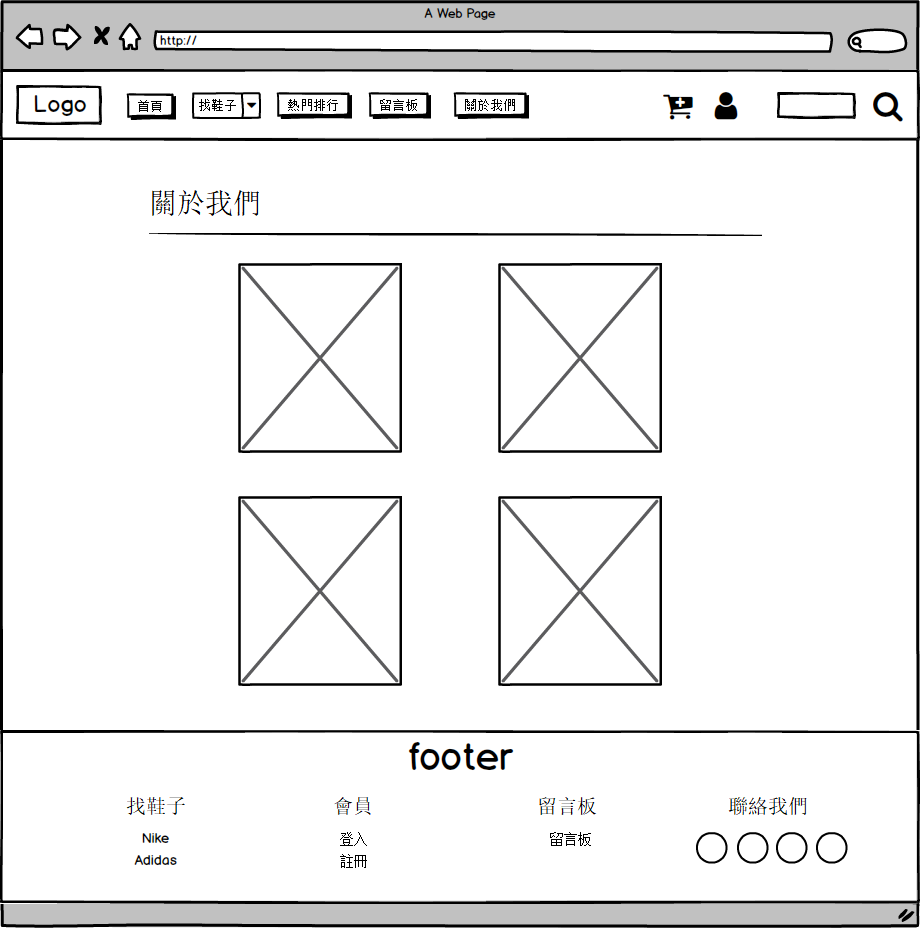 A Web Page
http://
Logo
首頁
找鞋子
熱門排行
留言板
關於我們
關於我們
footer
找鞋子
會員
留言板
聯絡我們
Nike
登入
留言板
Adidas
註冊